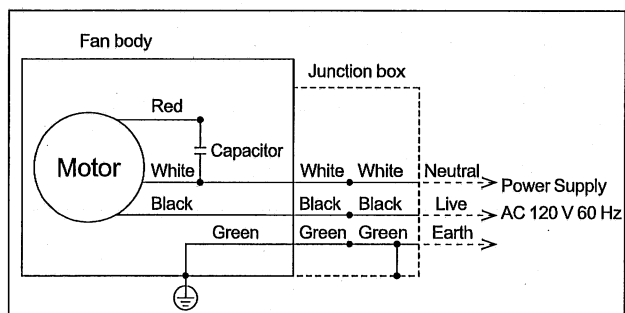 Fan body
Junction box
Red
Capacitor
Motor
White White White Neutral
Power Supply
Black Black Black Live
AC 120 V 60 Hz
Green Green Green Earth